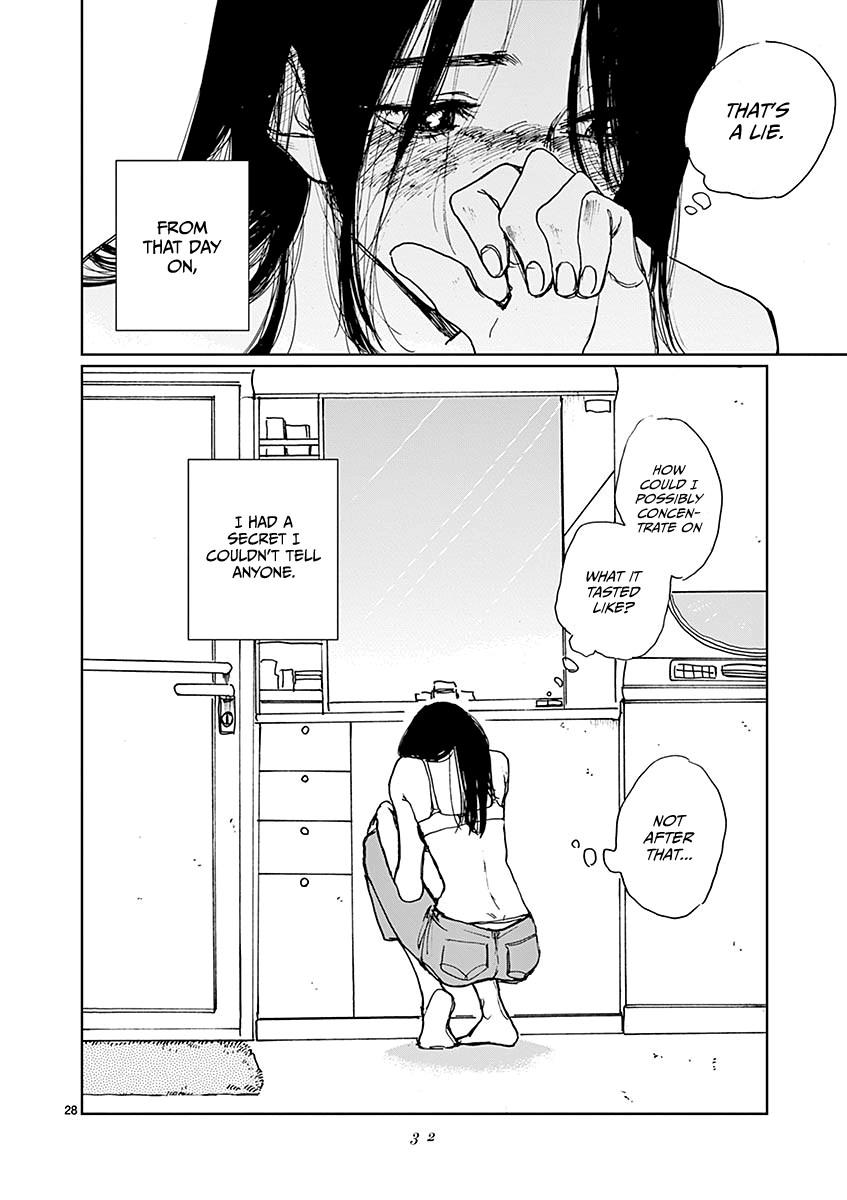 THAT'S
A LIE.
FROM
THAT DAY
ON,
HOW
COULD I
POSSIBLY
CONCEN-
TRATE ON
WHAT IT
TASTED
LIKE?
I HAD A
SECRET I
COULDN'T TELL
ANYONE.
NOT
AFTER
THAT...
28
32